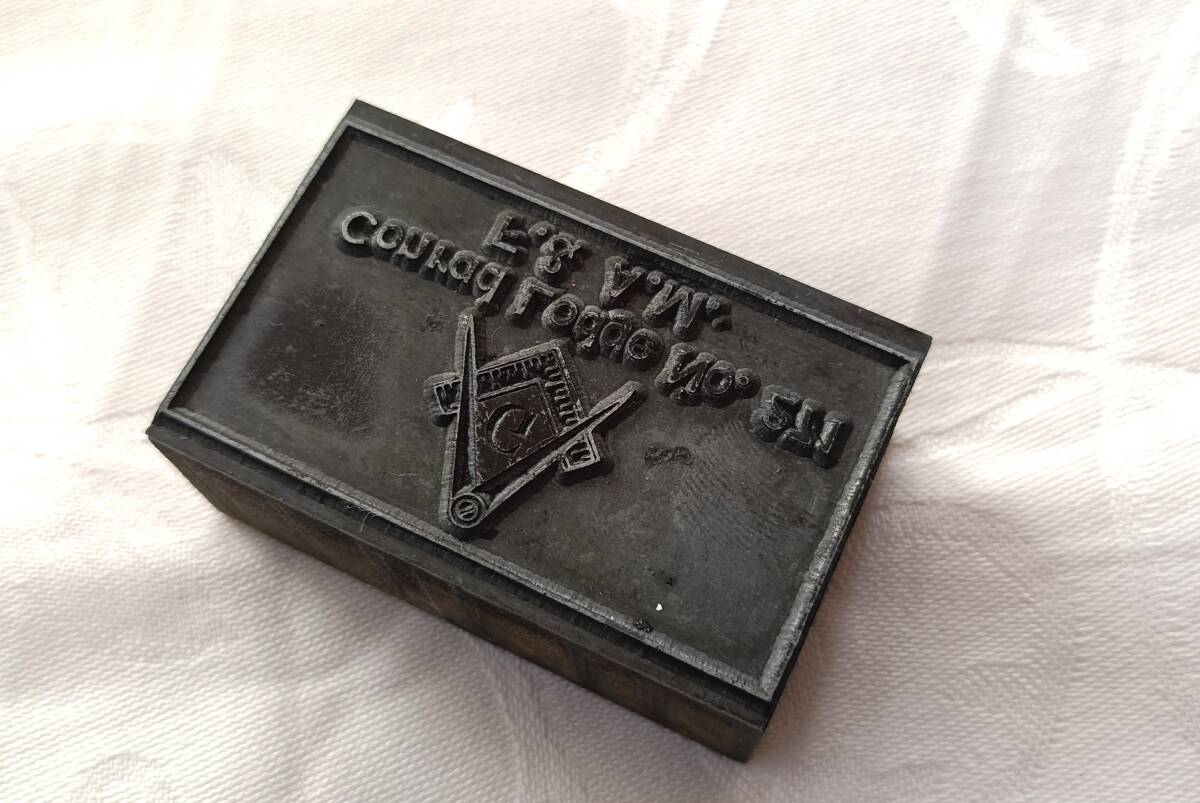 Conrad Lodge No.
F. & A.M.
G